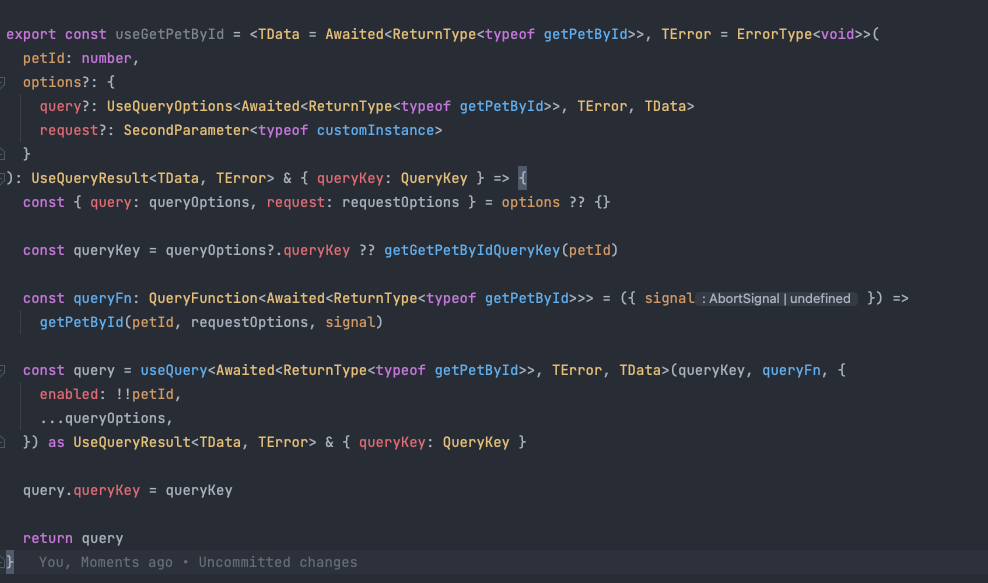 export const useGetPetById = <TData = Awaited<ReturnType<typeof getPetById>>, TError = ErrorType<void>>(
  petId: number,
  options?: {
    query?: UseQueryOptions<Awaited<ReturnType<typeof getPetById>>, TError, TData>
    request?: SecondParameter<typeof customInstance>
  }
): UseQueryResult<TData, TError> & { queryKey: QueryKey } => {
  const { query: queryOptions, request: requestOptions } = options ?? {}

  const queryKey = queryOptions?.queryKey ?? getGetPetByIdQueryKey(petId)

  const queryFn: QueryFunction<Awaited<ReturnType<typeof getPetById>>> = ({ signal : AbortSignal | undefined }) =>
    getPetById(petId, requestOptions, signal)

  const query = useQuery<Awaited<ReturnType<typeof getPetById>>, TError, TData>(queryKey, queryFn, {
    enabled: !!petId,
    ...queryOptions,
  }) as UseQueryResult<TData, TError> & { queryKey: QueryKey }

  query.queryKey = queryKey

  return query
} You, Moments ago • Uncommitted changes